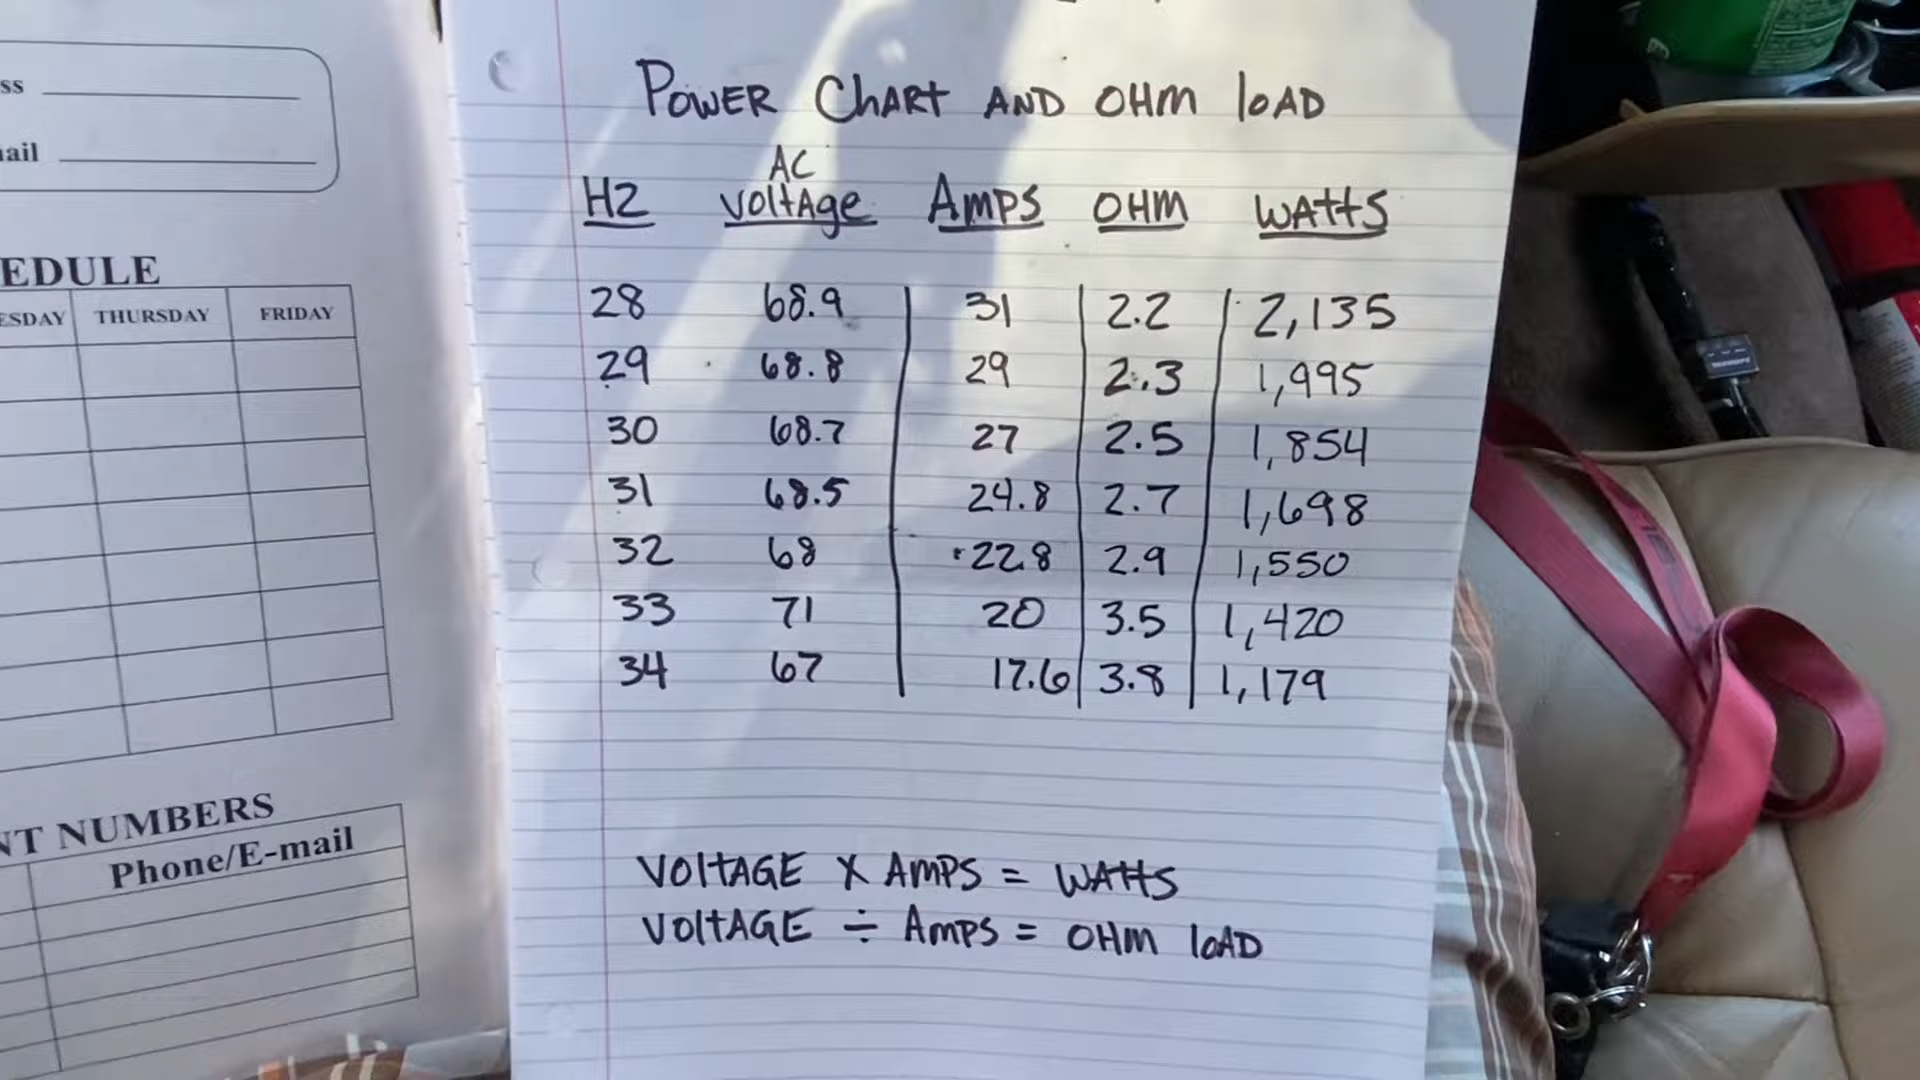 ss
ail
EDULE
ESDAY THURSDAY FRIDAY
NT NUMBERS
Phone/E-mail
POWER ChART AND OHM lOAD
HZ AC VOltAge AMPS OHM WAttS
28 68.9 31 2.2 2,135
29 68.8 29 2.3 1,995
30 68.7 27 2.5 1,854
31 68.5 24.8 2.7 1,698
32 68 22.8 2.9 1,550
33 71 20 3.5 1,420
34 67 17.6 3.8 1,179
VOltAGE X AMPS = WAttS
VOltAGE ÷ AMPS = OHM lOAD